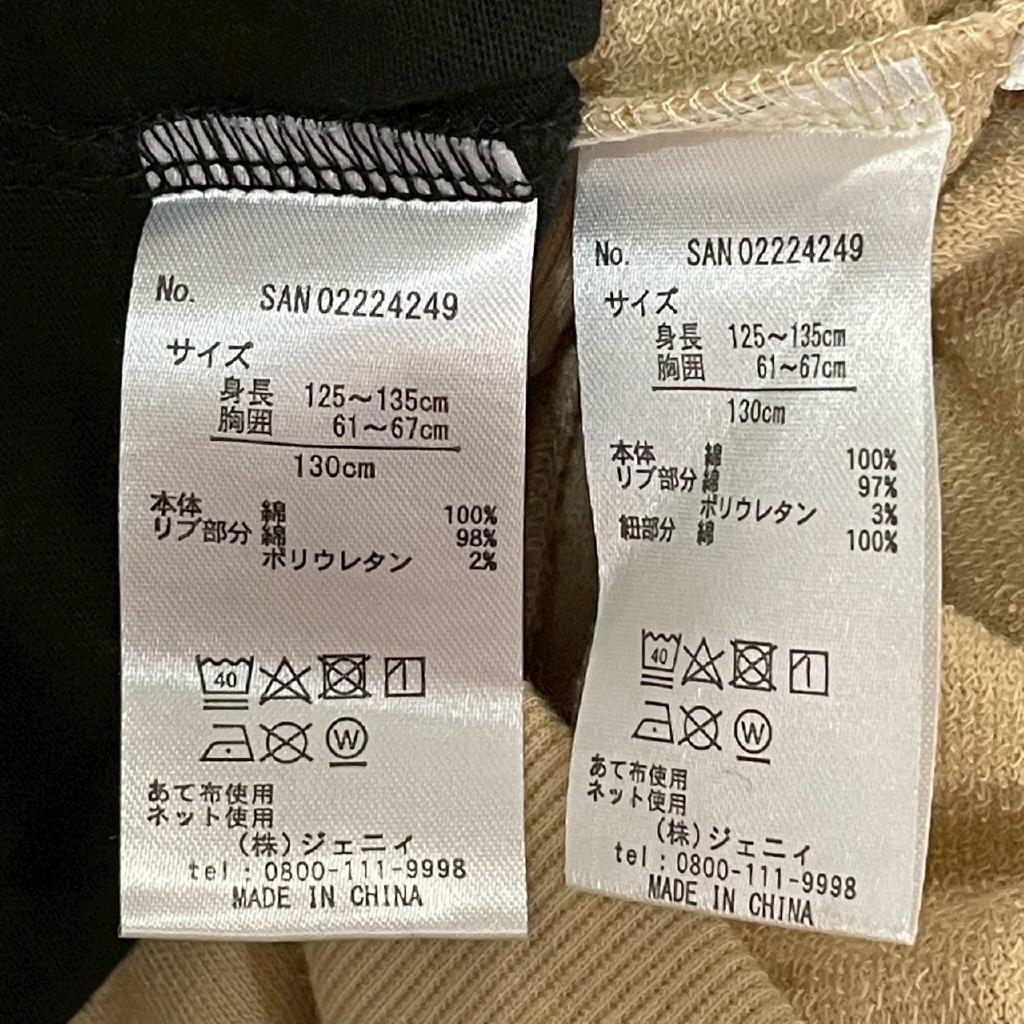 No. SAN02224249
サイズ
身長 125～135cm
胸囲 61～67cm
130cm
本体 綿 100%
リブ部分 綿 98%
ポリウレタン 2%
40
W
あて布使用
ネット使用
(株)ジェニィ
tel:0800-111-9998
MADE IN CHINA
No. SAN02224249
サイズ
身長 125～135cm
胸囲 61～67cm
130cm
本体 綿 100%
リブ部分 綿 97%
ポリウレタン 3%
紐部分 綿 100%
40
W
あて布使用
ネット使用
(株)ジェニィ
tel:0800-111-9998
MADE IN CHINA